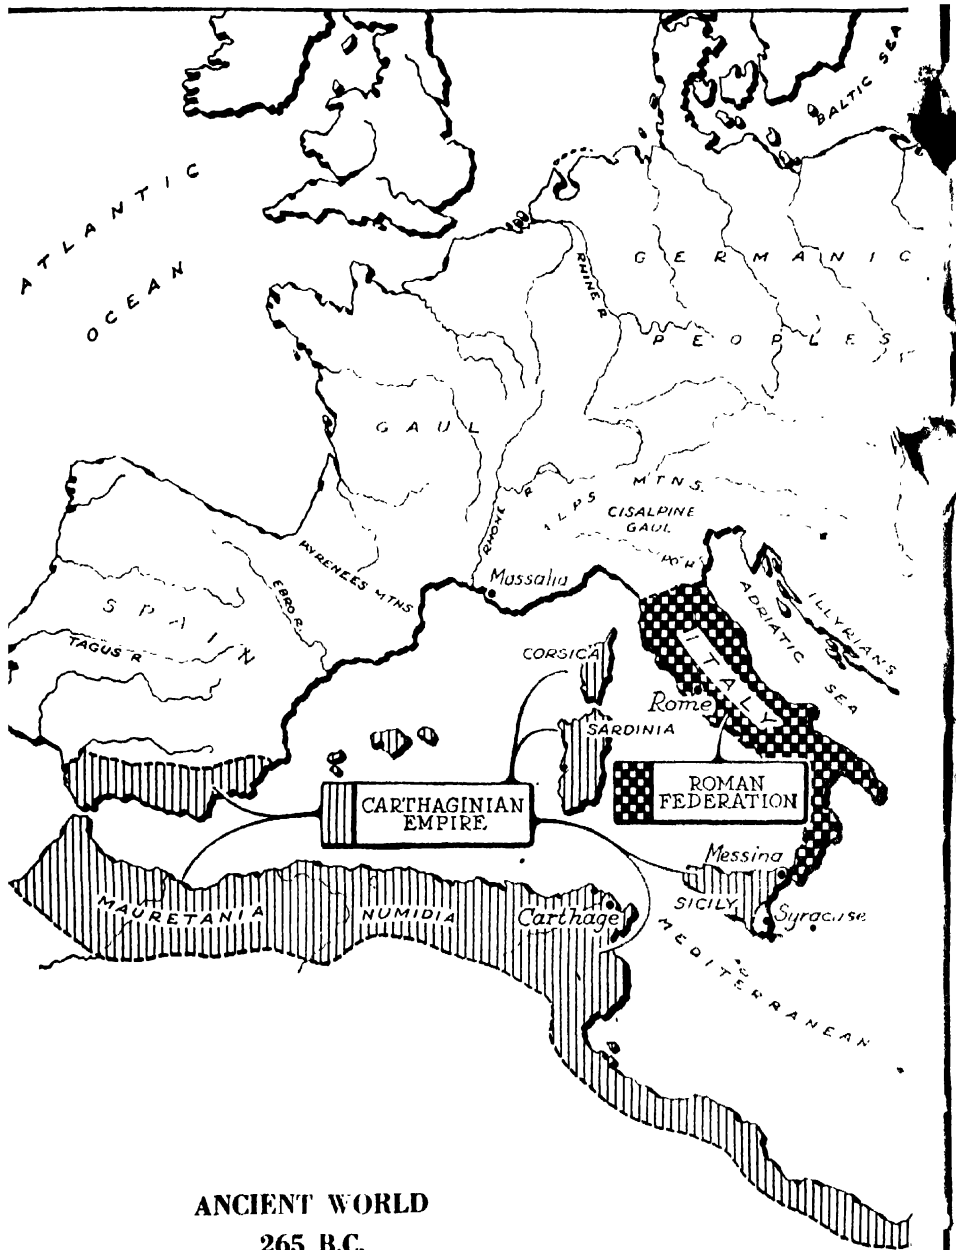 BALTIC SEA
ATLANTIC
OCEAN
GERMANIC
RHINE R.
PEOPLES
GAUL
ALPS MTNS.
CISALPINE
GAUL
RHONE R
PO R.
PYRENEES MTNS
Massalia
EBRO R.
SPAIN
TAGUS R
ADRIATIC SEA
ILLYRIANS
ITALY
CORSICA
Rome
SARDINIA
CARTHAGINIAN
EMPIRE
ROMAN
FEDERATION
Messina
SICILY
Syracuse
MAURETANIA
NUMIDIA
Carthage
MEDITERRANEAN
ANCIENT WORLD
265 B.C.